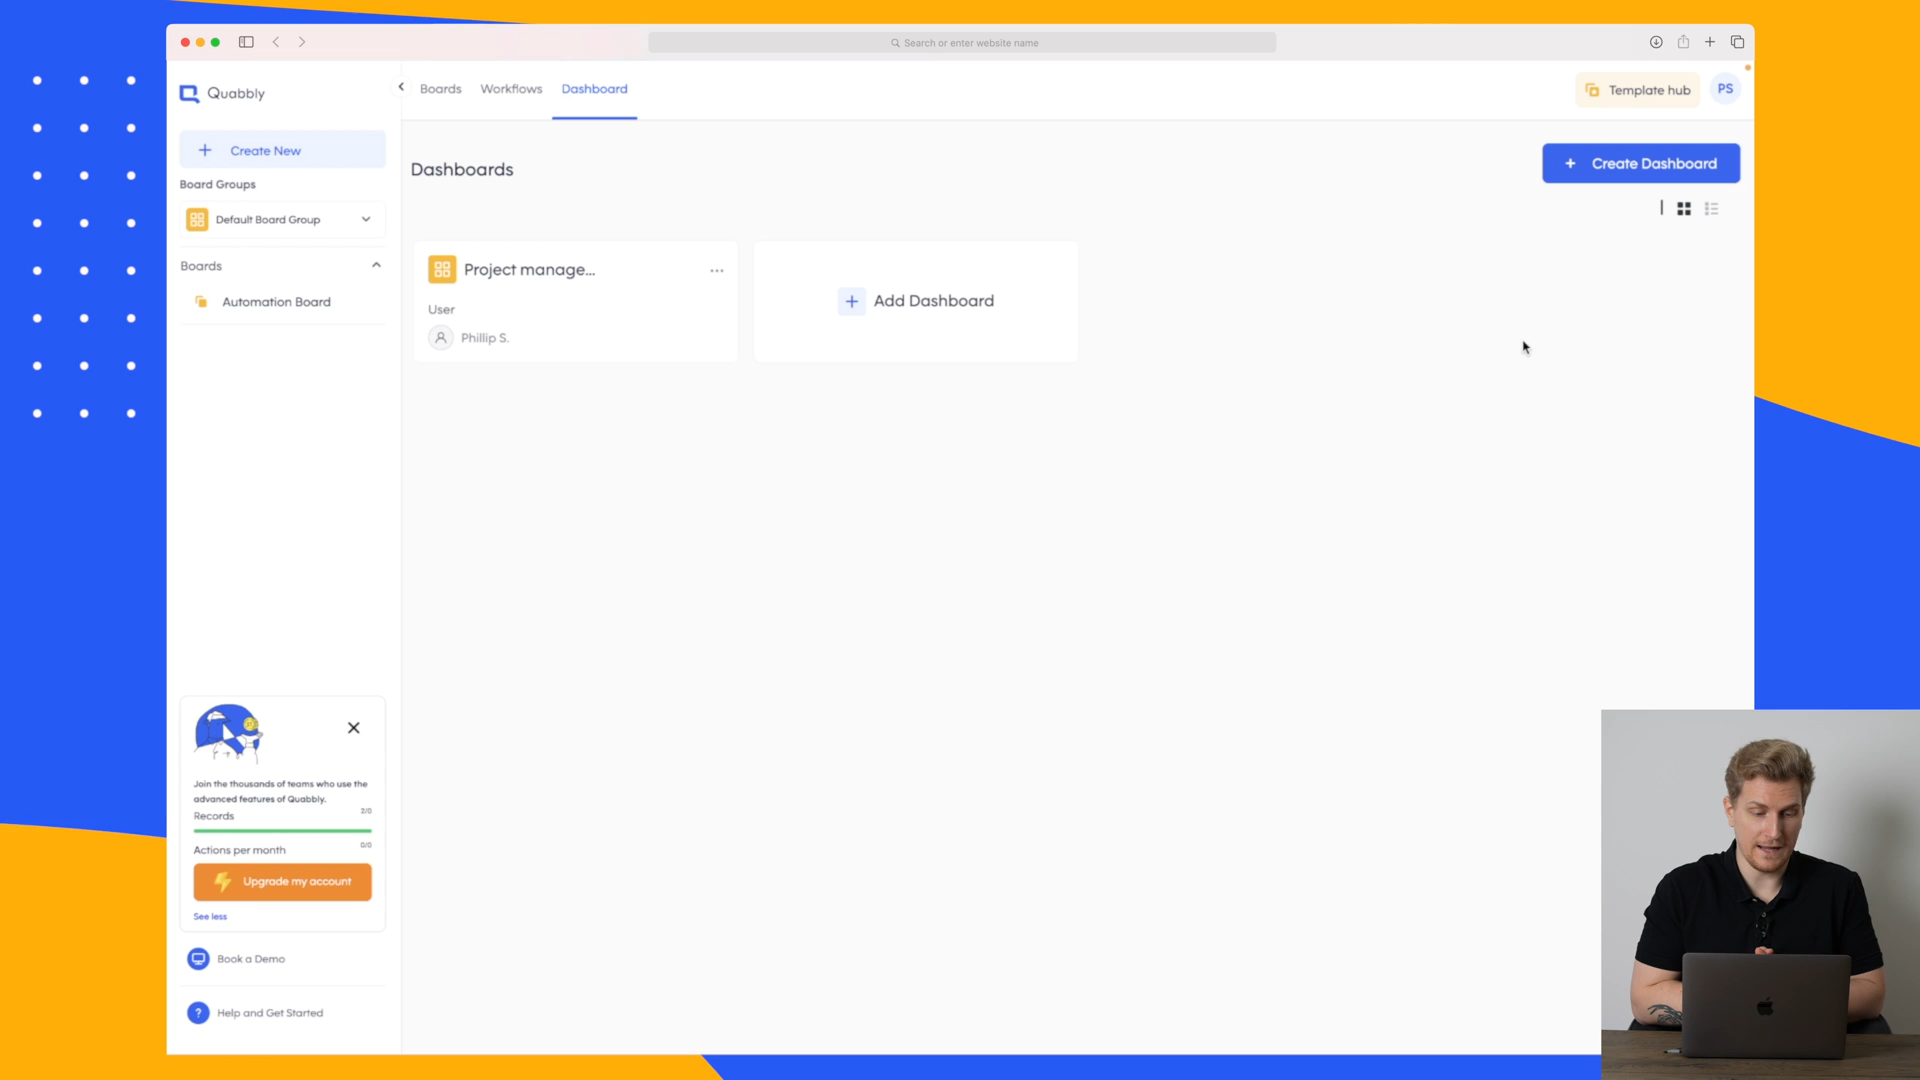 Search or enter website name
Quabbly
Boards
Workflows
Dashboard
Template hub
PS
+ Create New
Board Groups
Default Board Group
Boards
Automation Board
Dashboards
+ Create Dashboard
Project manage...
User
Phillip S.
+ Add Dashboard
Join the thousands of teams who use the
advanced features of Quabbly.
Records 2/0
Actions per month 0/0
Upgrade my account
See less
Book a Demo
? Help and Get Started